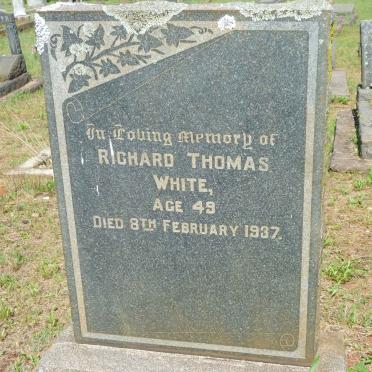 In Loving Memory of
RICHARD THOMAS
WHITE,
AGE 49
DIED 8TH FEBRUARY 1937.